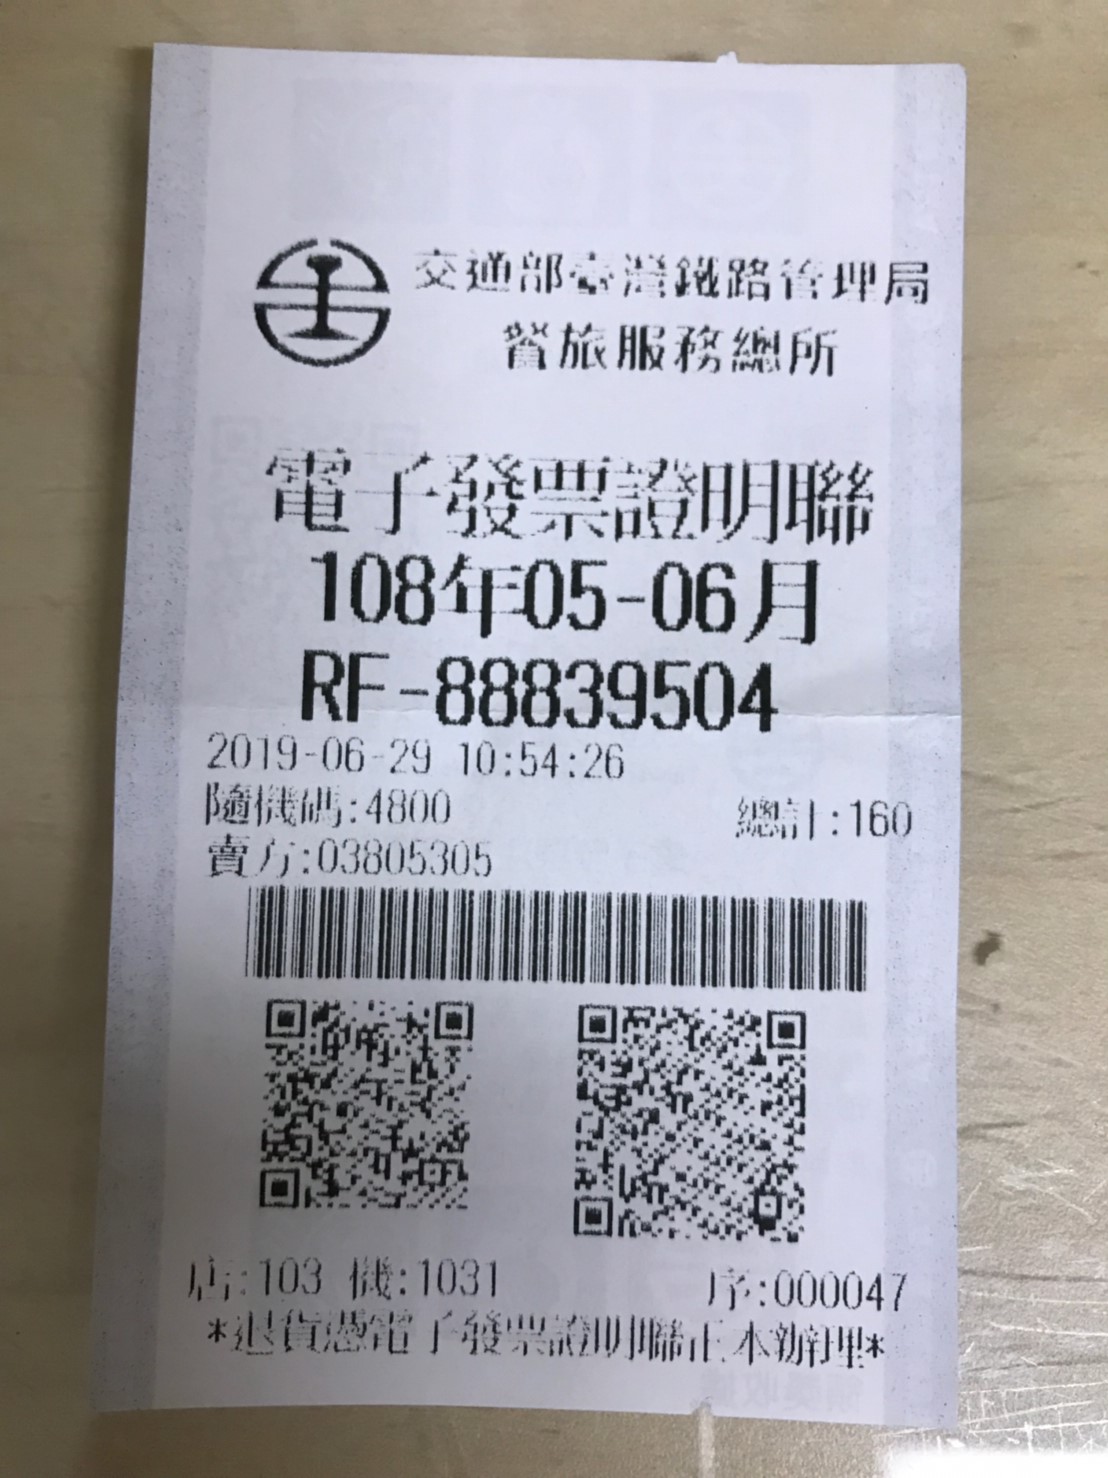 交通部臺灣鐵路管理局
餐旅服務總所
電子發票證明聯
108年05-06月
RF-88839504
2019-06-29 10:54:26
隨機碼:4800 總計:160
賣方:03805305
店:103 機:1031 序:000047
*退貨憑電子發票證明聯正本辦理*